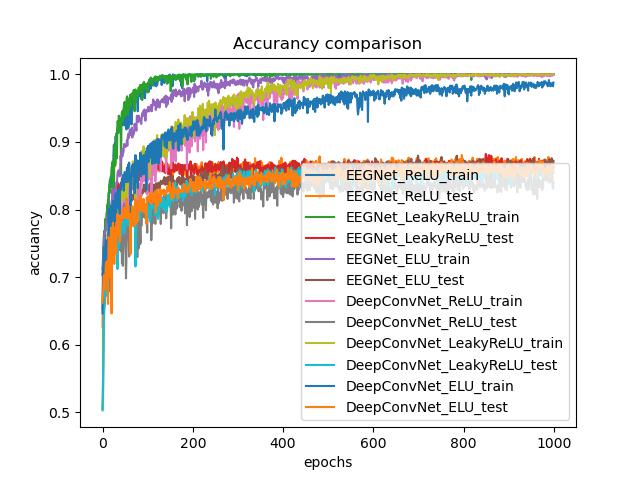 Accurancy comparison
accuancy
1.0
0.9
0.8
0.7
0.6
0.5
EEGNet_ReLU_train
EEGNet_ReLU_test
EEGNet_LeakyReLU_train
EEGNet_LeakyReLU_test
EEGNet_ELU_train
EEGNet_ELU_test
DeepConvNet_ReLU_train
DeepConvNet_ReLU_test
DeepConvNet_LeakyReLU_train
DeepConvNet_LeakyReLU_test
DeepConvNet_ELU_train
DeepConvNet_ELU_test
0 200 400 600 800 1000
epochs